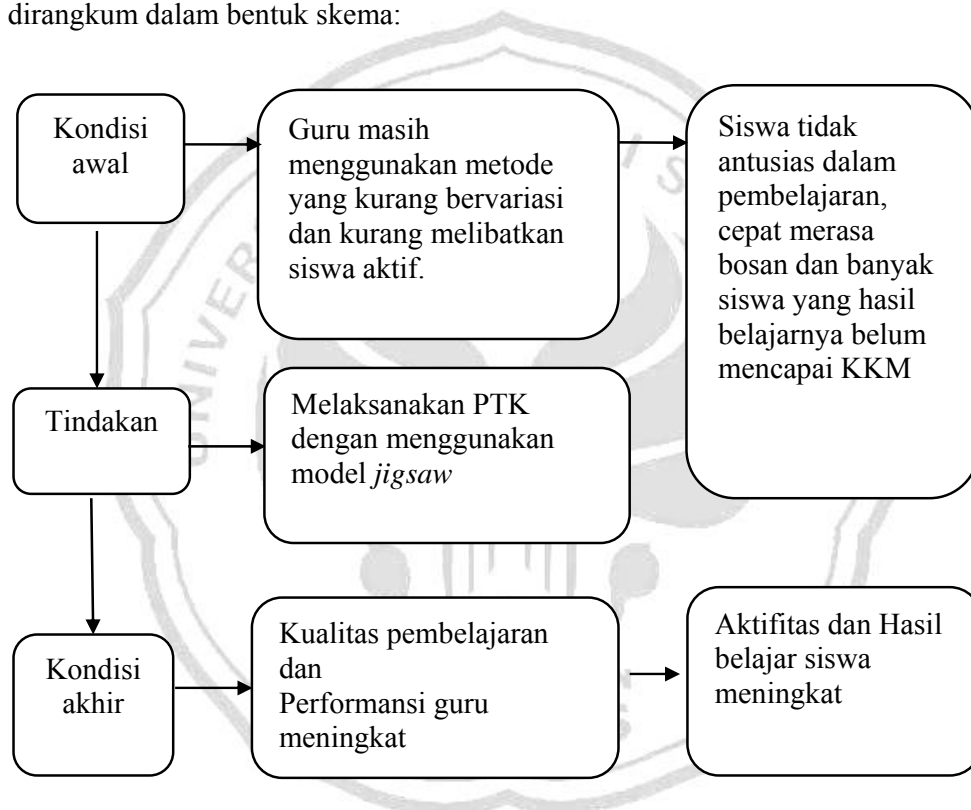 dirangkum dalam bentuk skema:
Kondisi
awal
Guru masih
menggunakan metode
yang kurang bervariasi
dan kurang melibatkan
siswa aktif.
Siswa tidak
antusias dalam
pembelajaran,
cepat merasa
bosan dan banyak
siswa yang hasil
belajarnya belum
mencapai KKM
Tindakan
Melaksanakan PTK
dengan menggunakan
model jigsaw
Kondisi
akhir
Kualitas pembelajaran
dan
Performansi guru
meningkat
Aktifitas dan Hasil
belajar siswa
meningkat